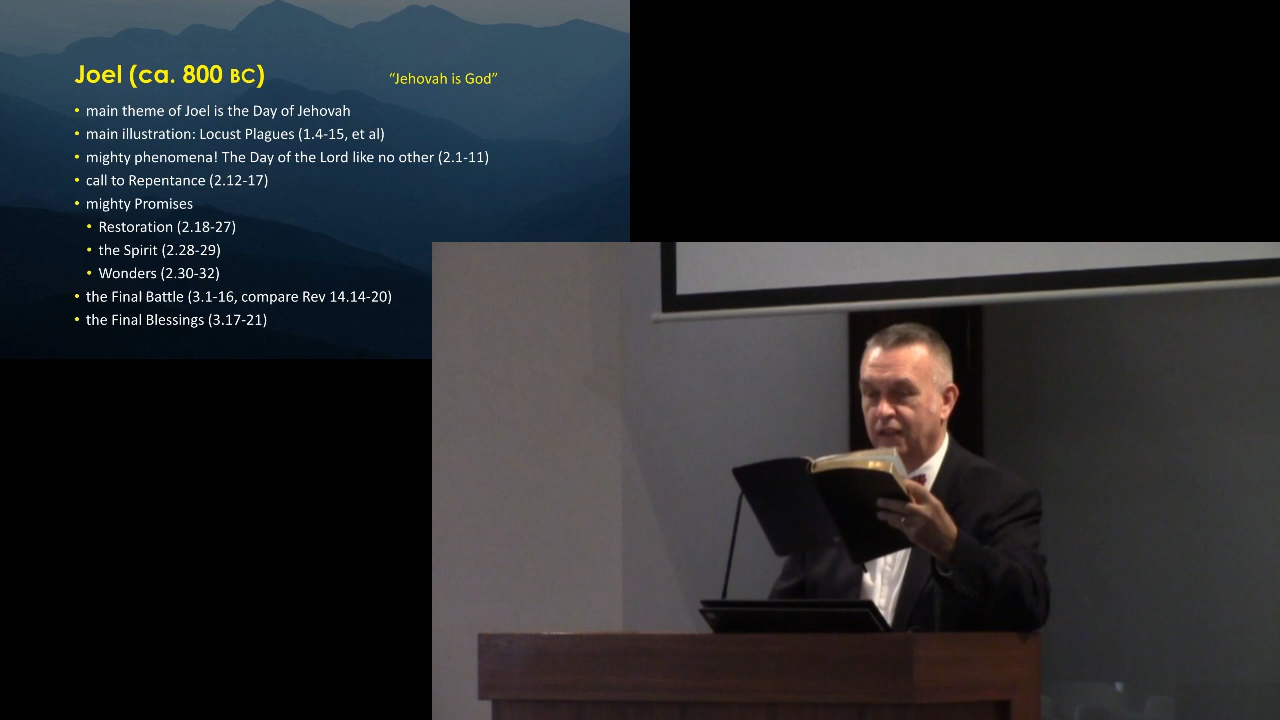 Joel (ca. 800 BC)
“Jehovah is God”
• main theme of Joel is the Day of Jehovah
• main illustration: Locust Plagues (1.4-15, et al)
• mighty phenomena! The Day of the Lord like no other (2.1-11)
• call to Repentance (2.12-17)
• mighty Promises
• Restoration (2.18-27)
• the Spirit (2.28-29)
• Wonders (2.30-32)
• the Final Battle (3.1-16, compare Rev 14.14-20)
• the Final Blessings (3.17-21)